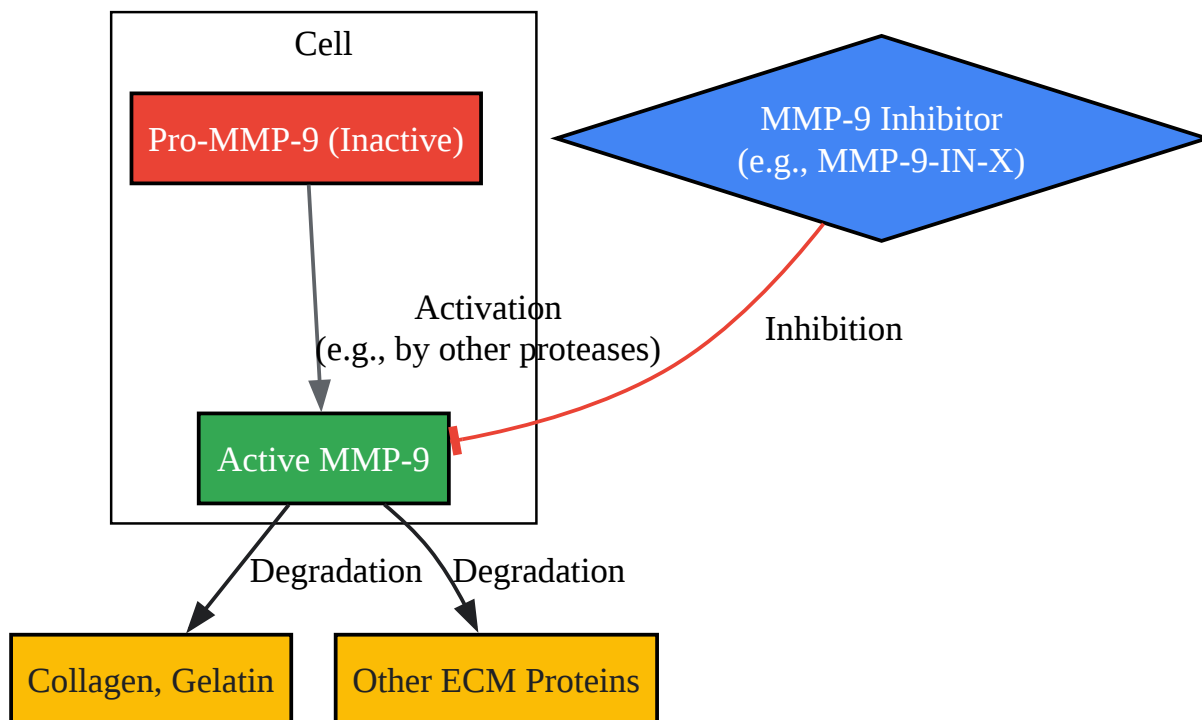 Cell
Pro-MMP-9 (Inactive)
MMP-9 Inhibitor
(e.g., MMP-9-IN-X)
Activation
(e.g., by other proteases)
Inhibition
Active MMP-9
Degradation
Degradation
Collagen, Gelatin
Other ECM Proteins